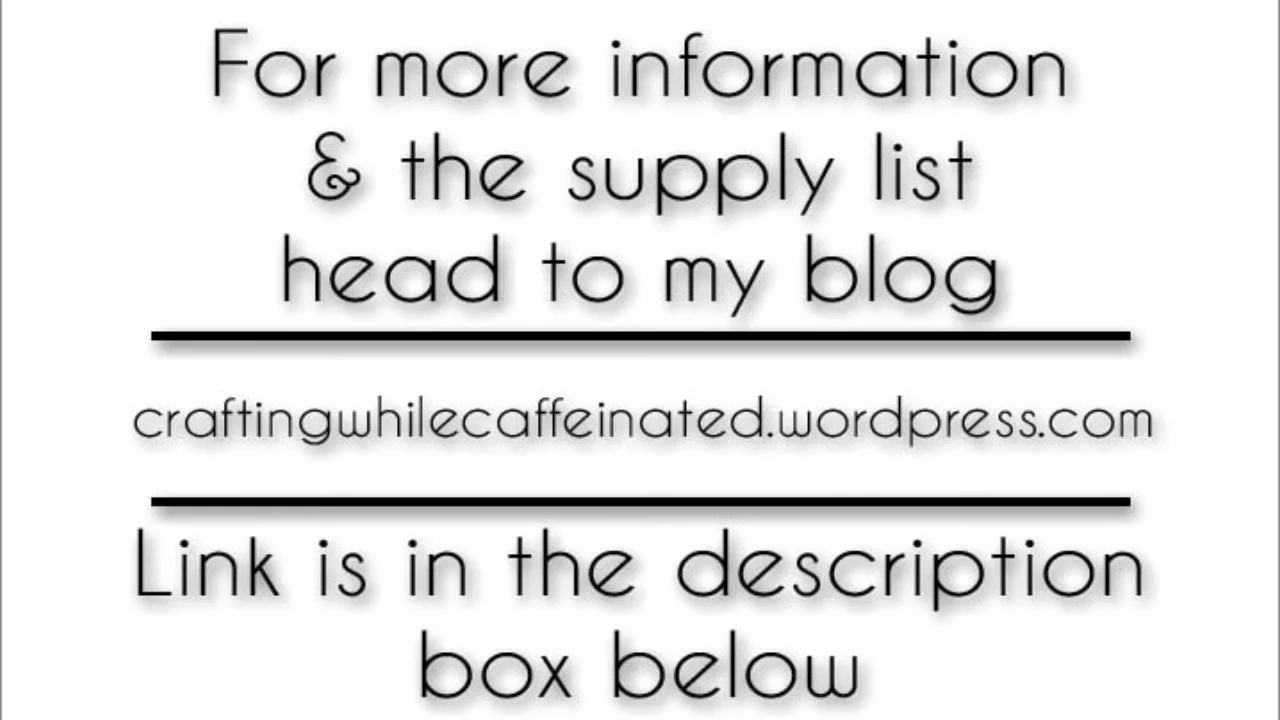 For more information
& the supply list
head to my blog
craftingwhilecaffeinated.wordpress.com
Link is in the description
box below